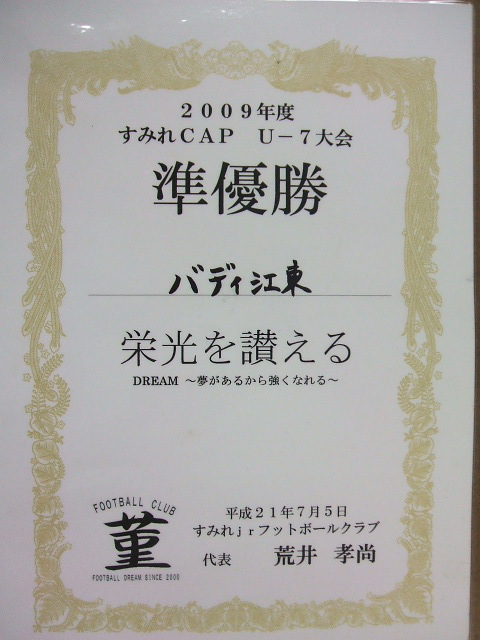 ２００９年度
すみれＣＡＰ　Ｕ－７大会
準優勝
バディ江東
栄光を讃える
DREAM ～夢があるから強くなれる～
平成２１年７月５日
すみれｊｒフットボールクラブ
代表　荒井 孝尚
FOOTBALL CLUB
菫
FOOTBALL DREAM SINCE 2000